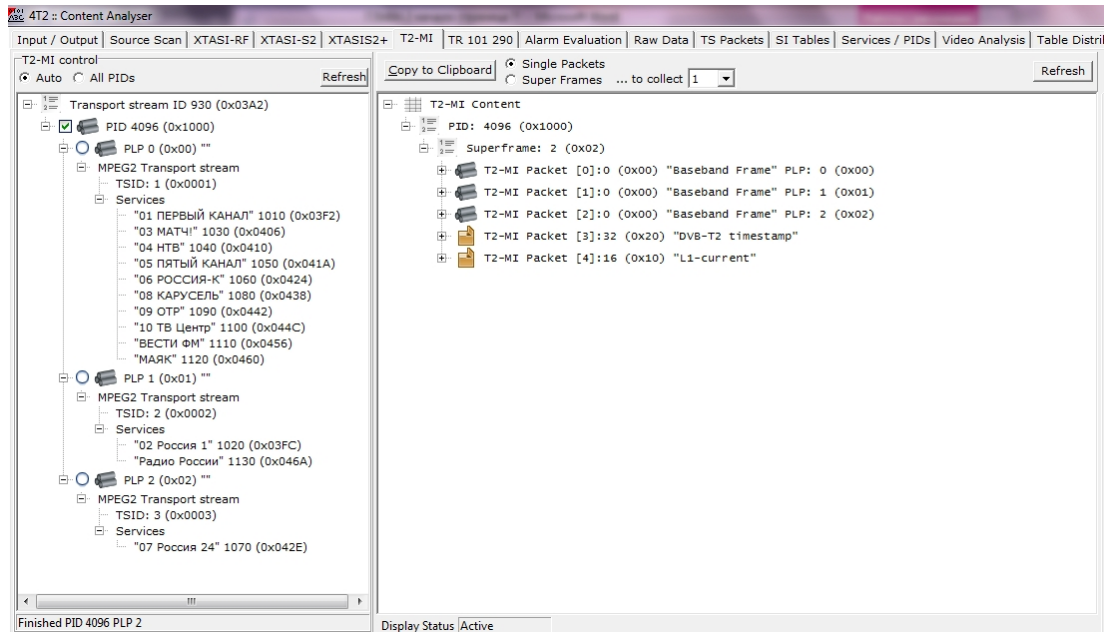 4T2 :: Content Analyser
Input / Output | Source Scan | XTASI-RF | XTASI-S2 | XTASIS2+ | T2-MI | TR 101 290 | Alarm Evaluation | Raw Data | TS Packets | SI Tables | Services / PIDs | Video Analysis | Table Distri
T2-MI control
Auto All PIDs Refresh
Transport stream ID 930 (0x03A2)
PID 4096 (0x1000)
PLP 0 (0x00) ""
MPEG2 Transport stream
TSID: 1 (0x0001)
Services
"01 ПЕРВЫЙ КАНАЛ" 1010 (0x03F2)
"03 МАТЧ!" 1030 (0x0406)
"04 НТВ" 1040 (0x0410)
"05 ПЯТЫЙ КАНАЛ" 1050 (0x041A)
"06 РОССИЯ-К" 1060 (0x0424)
"08 КАРУСЕЛЬ" 1080 (0x0438)
"09 ОТР" 1090 (0x0442)
"10 ТВ Центр" 1100 (0x044C)
"ВЕСТИ ФМ" 1110 (0x0456)
"МАЯК" 1120 (0x0460)
PLP 1 (0x01) ""
MPEG2 Transport stream
TSID: 2 (0x0002)
Services
"02 Россия 1" 1020 (0x03FC)
"Радио России" 1130 (0x046A)
PLP 2 (0x02) ""
MPEG2 Transport stream
TSID: 3 (0x0003)
Services
"07 Россия 24" 1070 (0x042E)
Finished PID 4096 PLP 2
Copy to Clipboard
Single Packets
Super Frames ... to collect 1
Refresh
T2-MI Content
PID: 4096 (0x1000)
Superframe: 2 (0x02)
T2-MI Packet [0]:0 (0x00) "Baseband Frame" PLP: 0 (0x00)
T2-MI Packet [1]:0 (0x00) "Baseband Frame" PLP: 1 (0x01)
T2-MI Packet [2]:0 (0x00) "Baseband Frame" PLP: 2 (0x02)
T2-MI Packet [3]:32 (0x20) "DVB-T2 timestamp"
T2-MI Packet [4]:16 (0x10) "L1-current"
Display Status Active